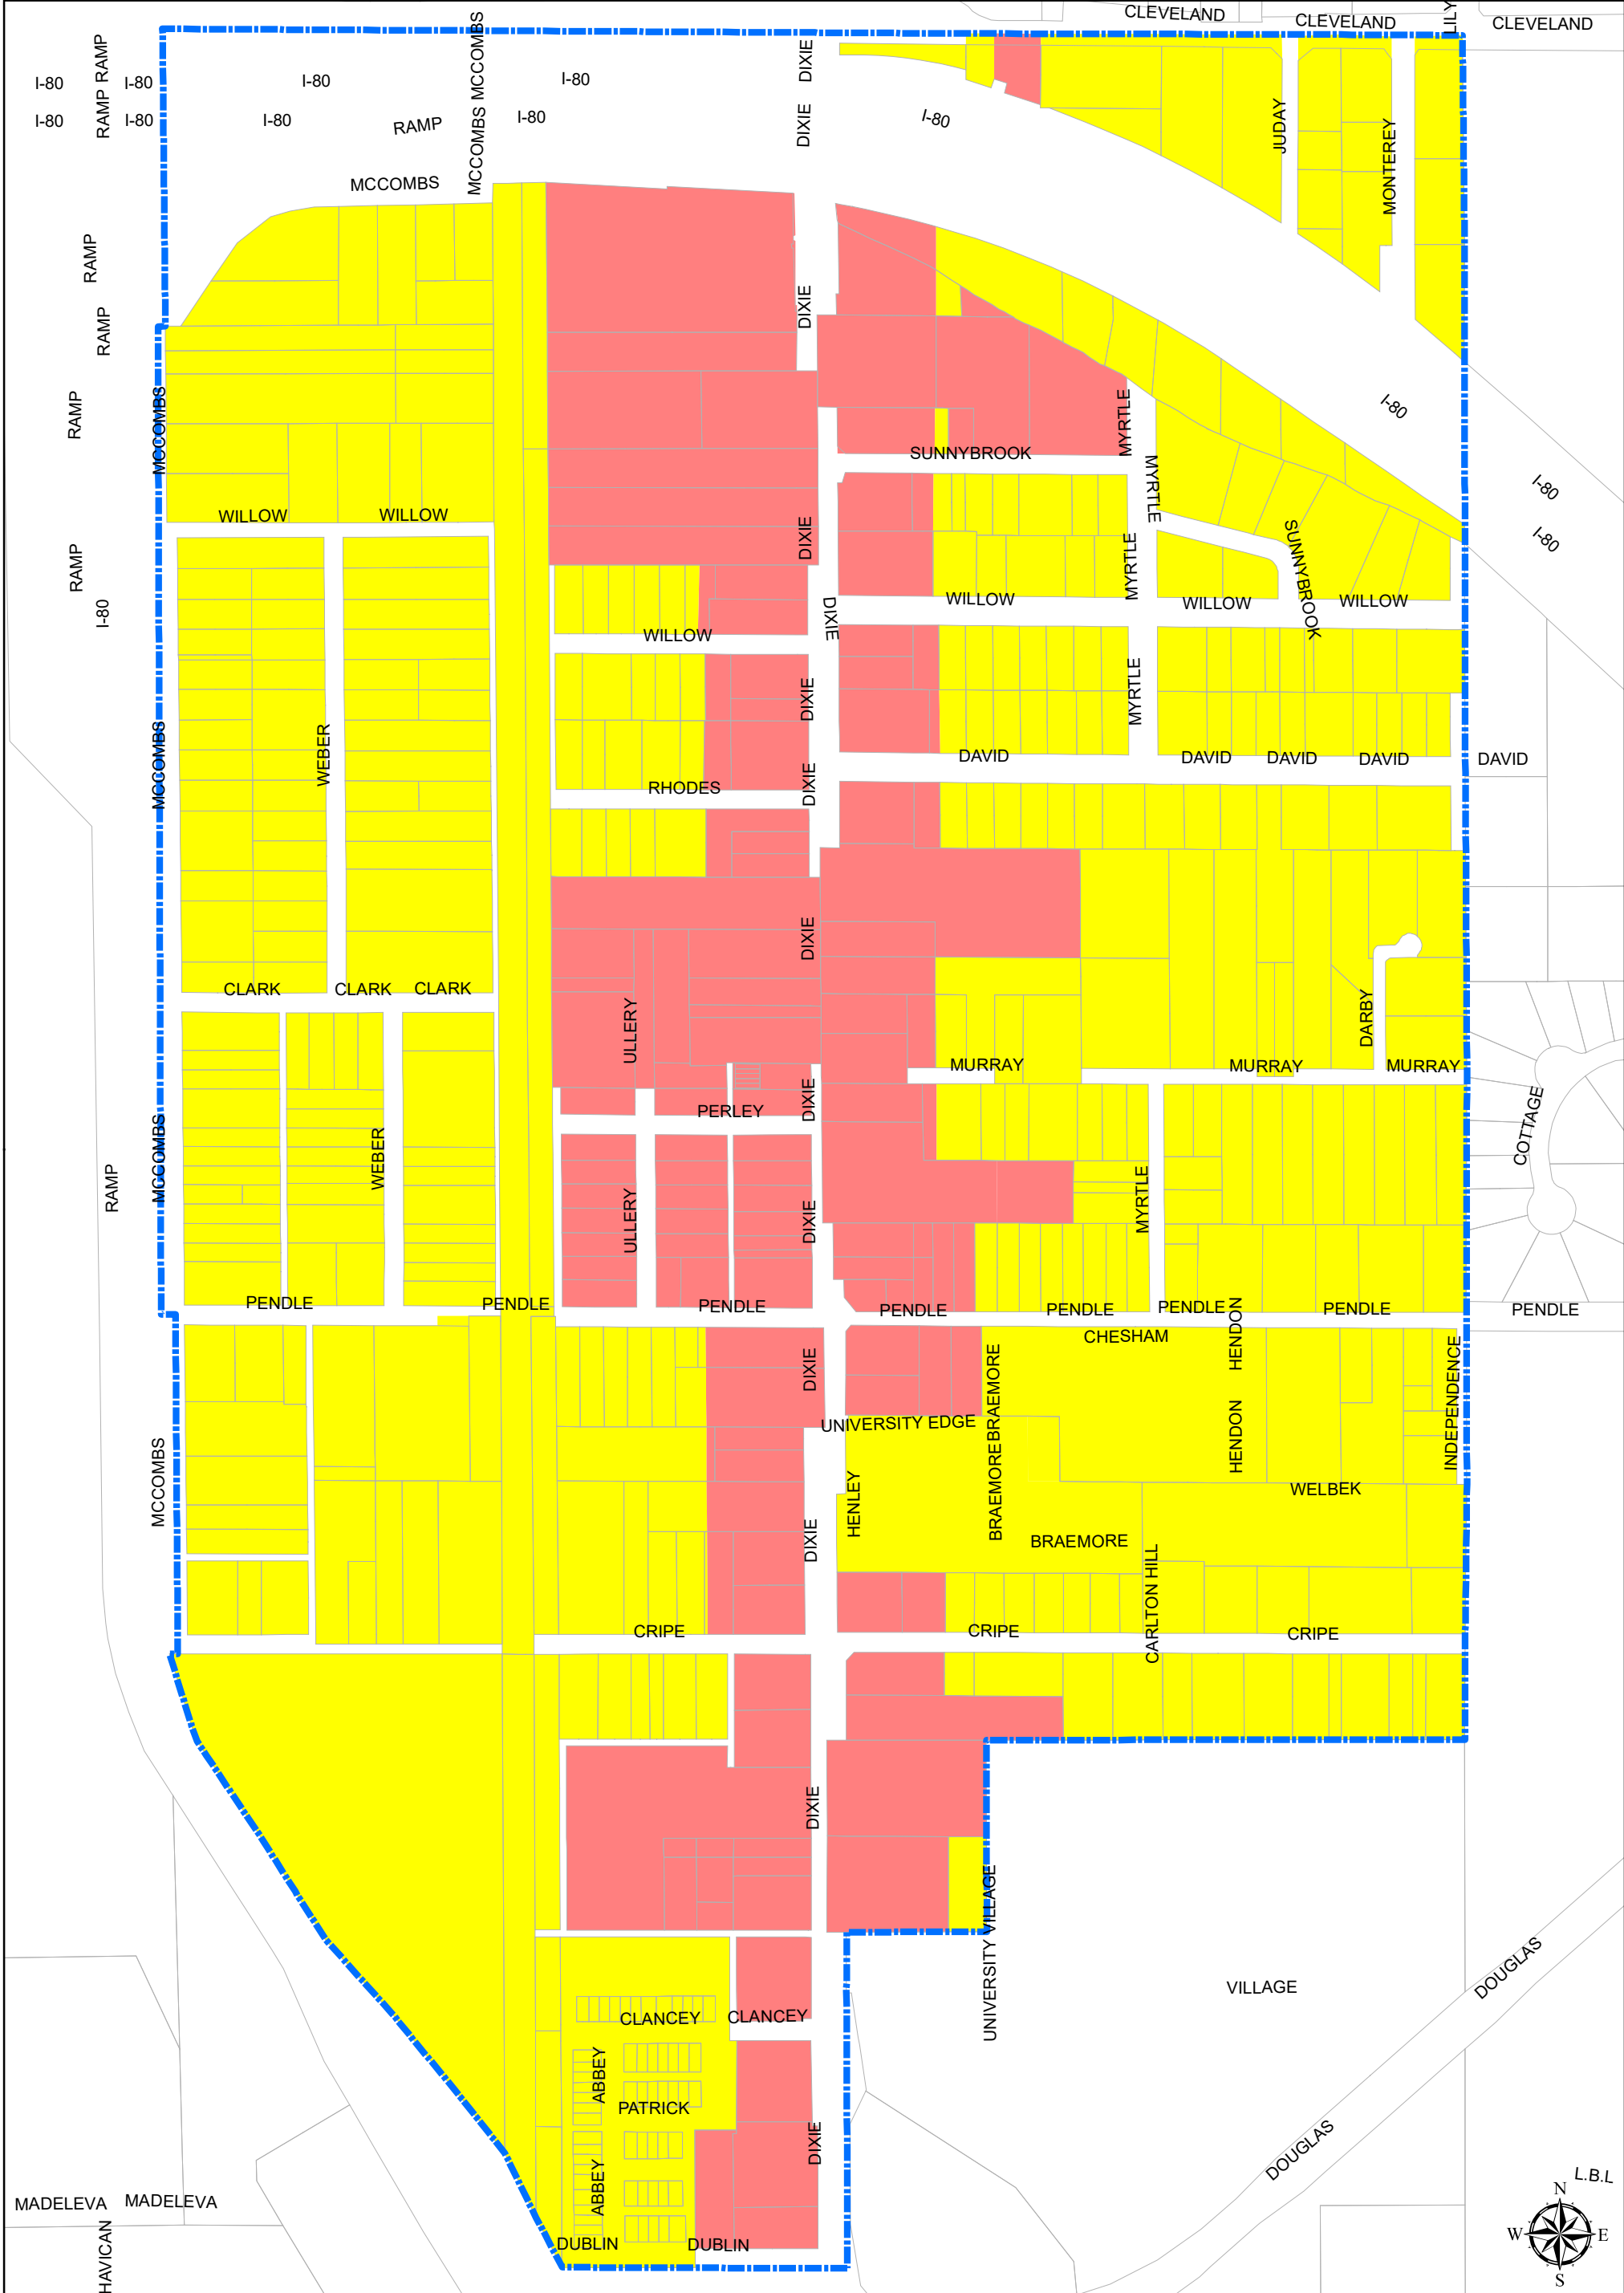 CLEVELAND
CLEVELAND
LILY
CLEVELAND
RAMP
RAMP
MCCOMBS
MCCOMBS
DIXIE
I-80
I-80
I-80
I-80
I-80
I-80
I-80
RAMP
I-80
DIXIE
I-80
JUDAY
MONTEREY
MCCOMBS
RAMP
RAMP
DIXIE
RAMP
MCCOMBS
MYRTLE
I-80
SUNNYBROOK
MYRTLE
I-80
WILLOW
WILLOW
DIXIE
I-80
RAMP
MYRTLE
SUNNYBROOK
I-80
WILLOW
WILLOW
WILLOW
DIXIE
WILLOW
DIXIE
MYRTLE
MCCOMBS
WEBER
DAVID
DAVID
DAVID
DAVID
DAVID
RHODES
DIXIE
DIXIE
CLARK
CLARK
CLARK
ULLERY
DARBY
MURRAY
MURRAY
MURRAY
DIXIE
PERLEY
COTTAGE
MCCOMBS
WEBER
RAMP
ULLERY
DIXIE
MYRTLE
PENDLE
PENDLE
PENDLE
PENDLE
PENDLE
PENDLE
PENDLE
PENDLE
CHESHAM
HENDON
DIXIE
BRAEMORE
INDEPENDENCE
UNIVERSITY EDGE
HENDON
MCCOMBS
HENLEY
BRAEMORE
WELBEK
DIXIE
BRAEMORE
CARLTON HILL
CRIPE
CRIPE
CRIPE
DIXIE
UNIVERSITY VILLAGE
VILLAGE
DOUGLAS
CLANCEY
CLANCEY
ABBEY
PATRICK
DIXIE
DOUGLAS
ABBEY
MADELEVA
MADELEVA
HAVICAN
DUBLIN
DUBLIN
L.B.L
N
W
E
S